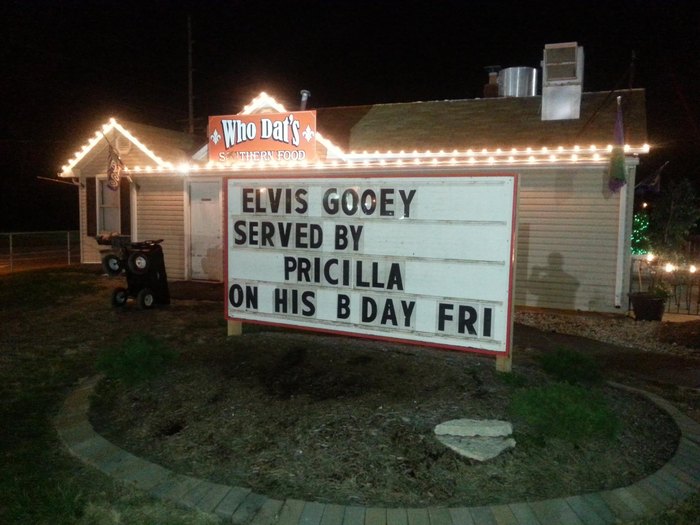 Who Dat's
SOUTHERN FOOD
ELVIS GOOEY
SERVED BY
PRICILLA
ON HIS B DAY FRI